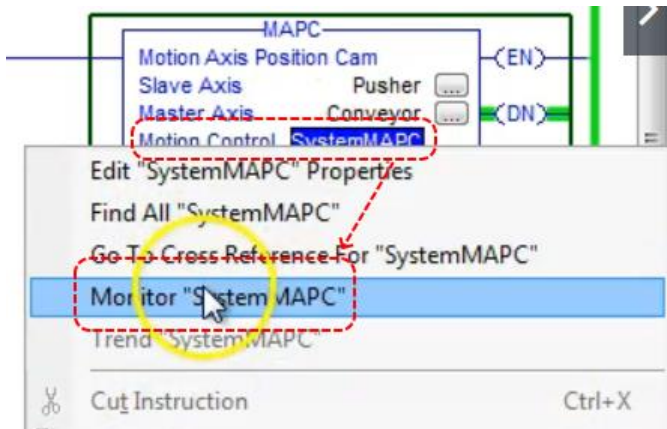 MAPC
Motion Axis Position Cam
(EN)
Slave Axis Pusher ...
Master Axis Conveyor ... (DN)
Motion Control SystemMAPC
Edit "SystemMAPC" Properties
Find All "SystemMAPC"
Go To Cross Reference For "SystemMAPC"
Monitor "SystemMAPC"
Trend "SystemMAPC"
Cut Instruction Ctrl+X